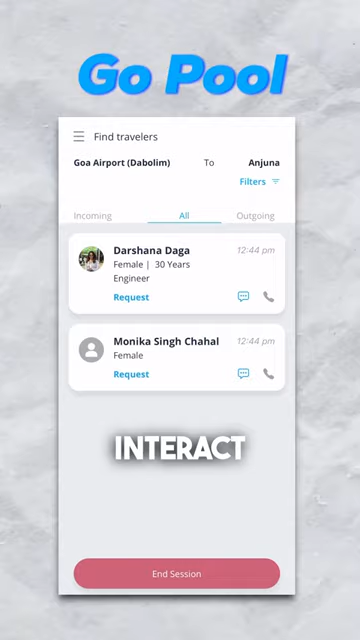 Go Pool
Find travelers
Goa Airport (Dabolim) To Anjuna
Filters
Incoming All Outgoing
Darshana Daga 12:44 pm
Female | 30 Years
Engineer
Request
Monika Singh Chahal 12:44 pm
Female
Request
INTERACT
End Session